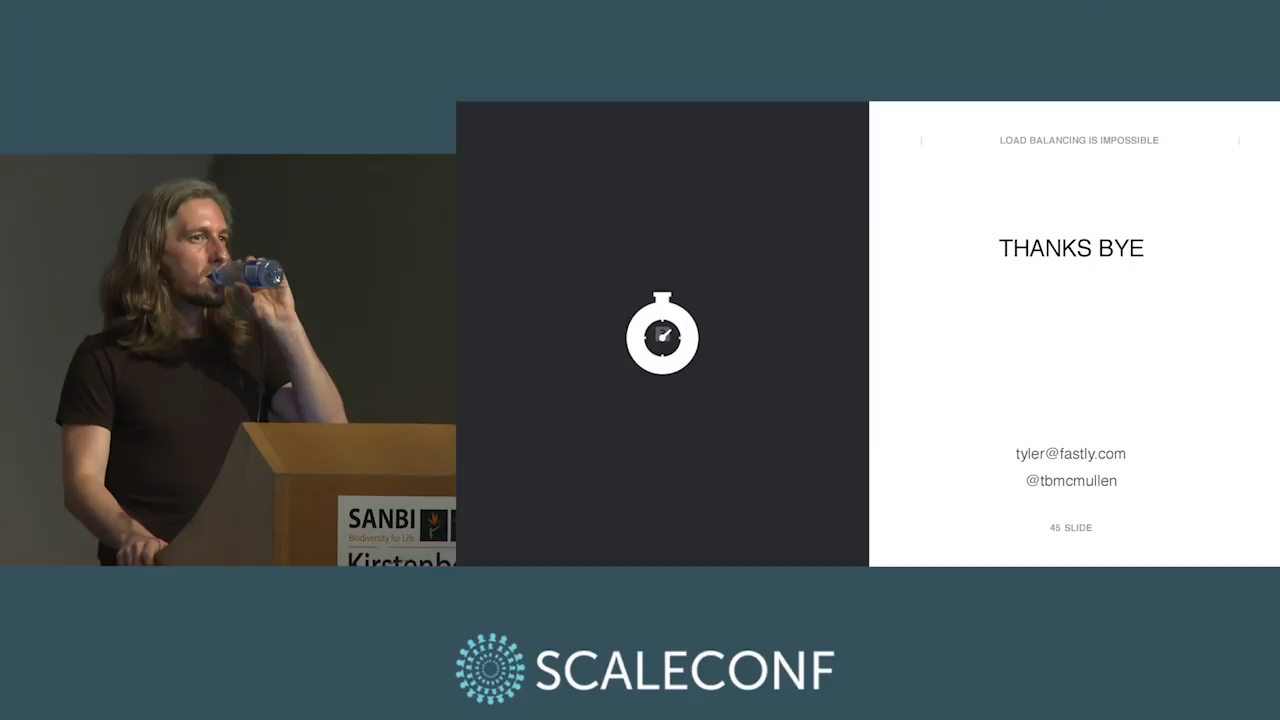 LOAD BALANCING IS IMPOSSIBLE
THANKS BYE
tyler@fastly.com
@tbmcmullen
45 SLIDE
SANBI
Biodiversity for Life
SCALECONF